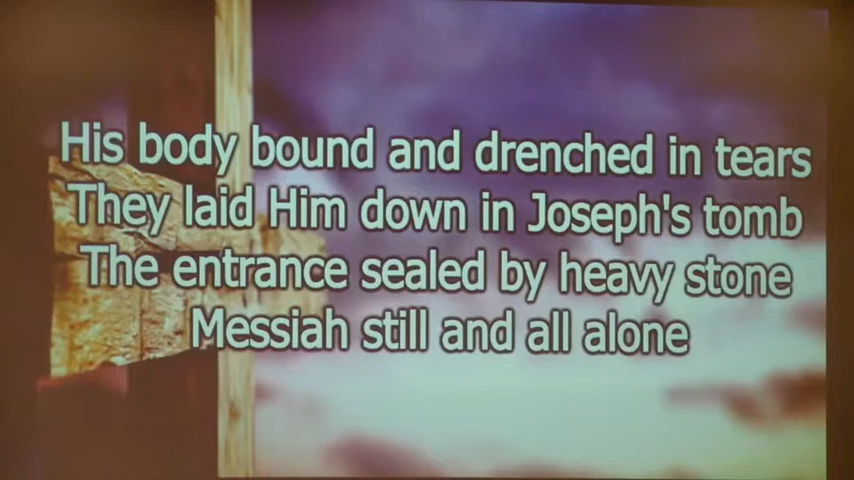 His body bound and drenched in tears
They laid Him down in Joseph's tomb
The entrance sealed by heavy stone
Messiah still and all alone